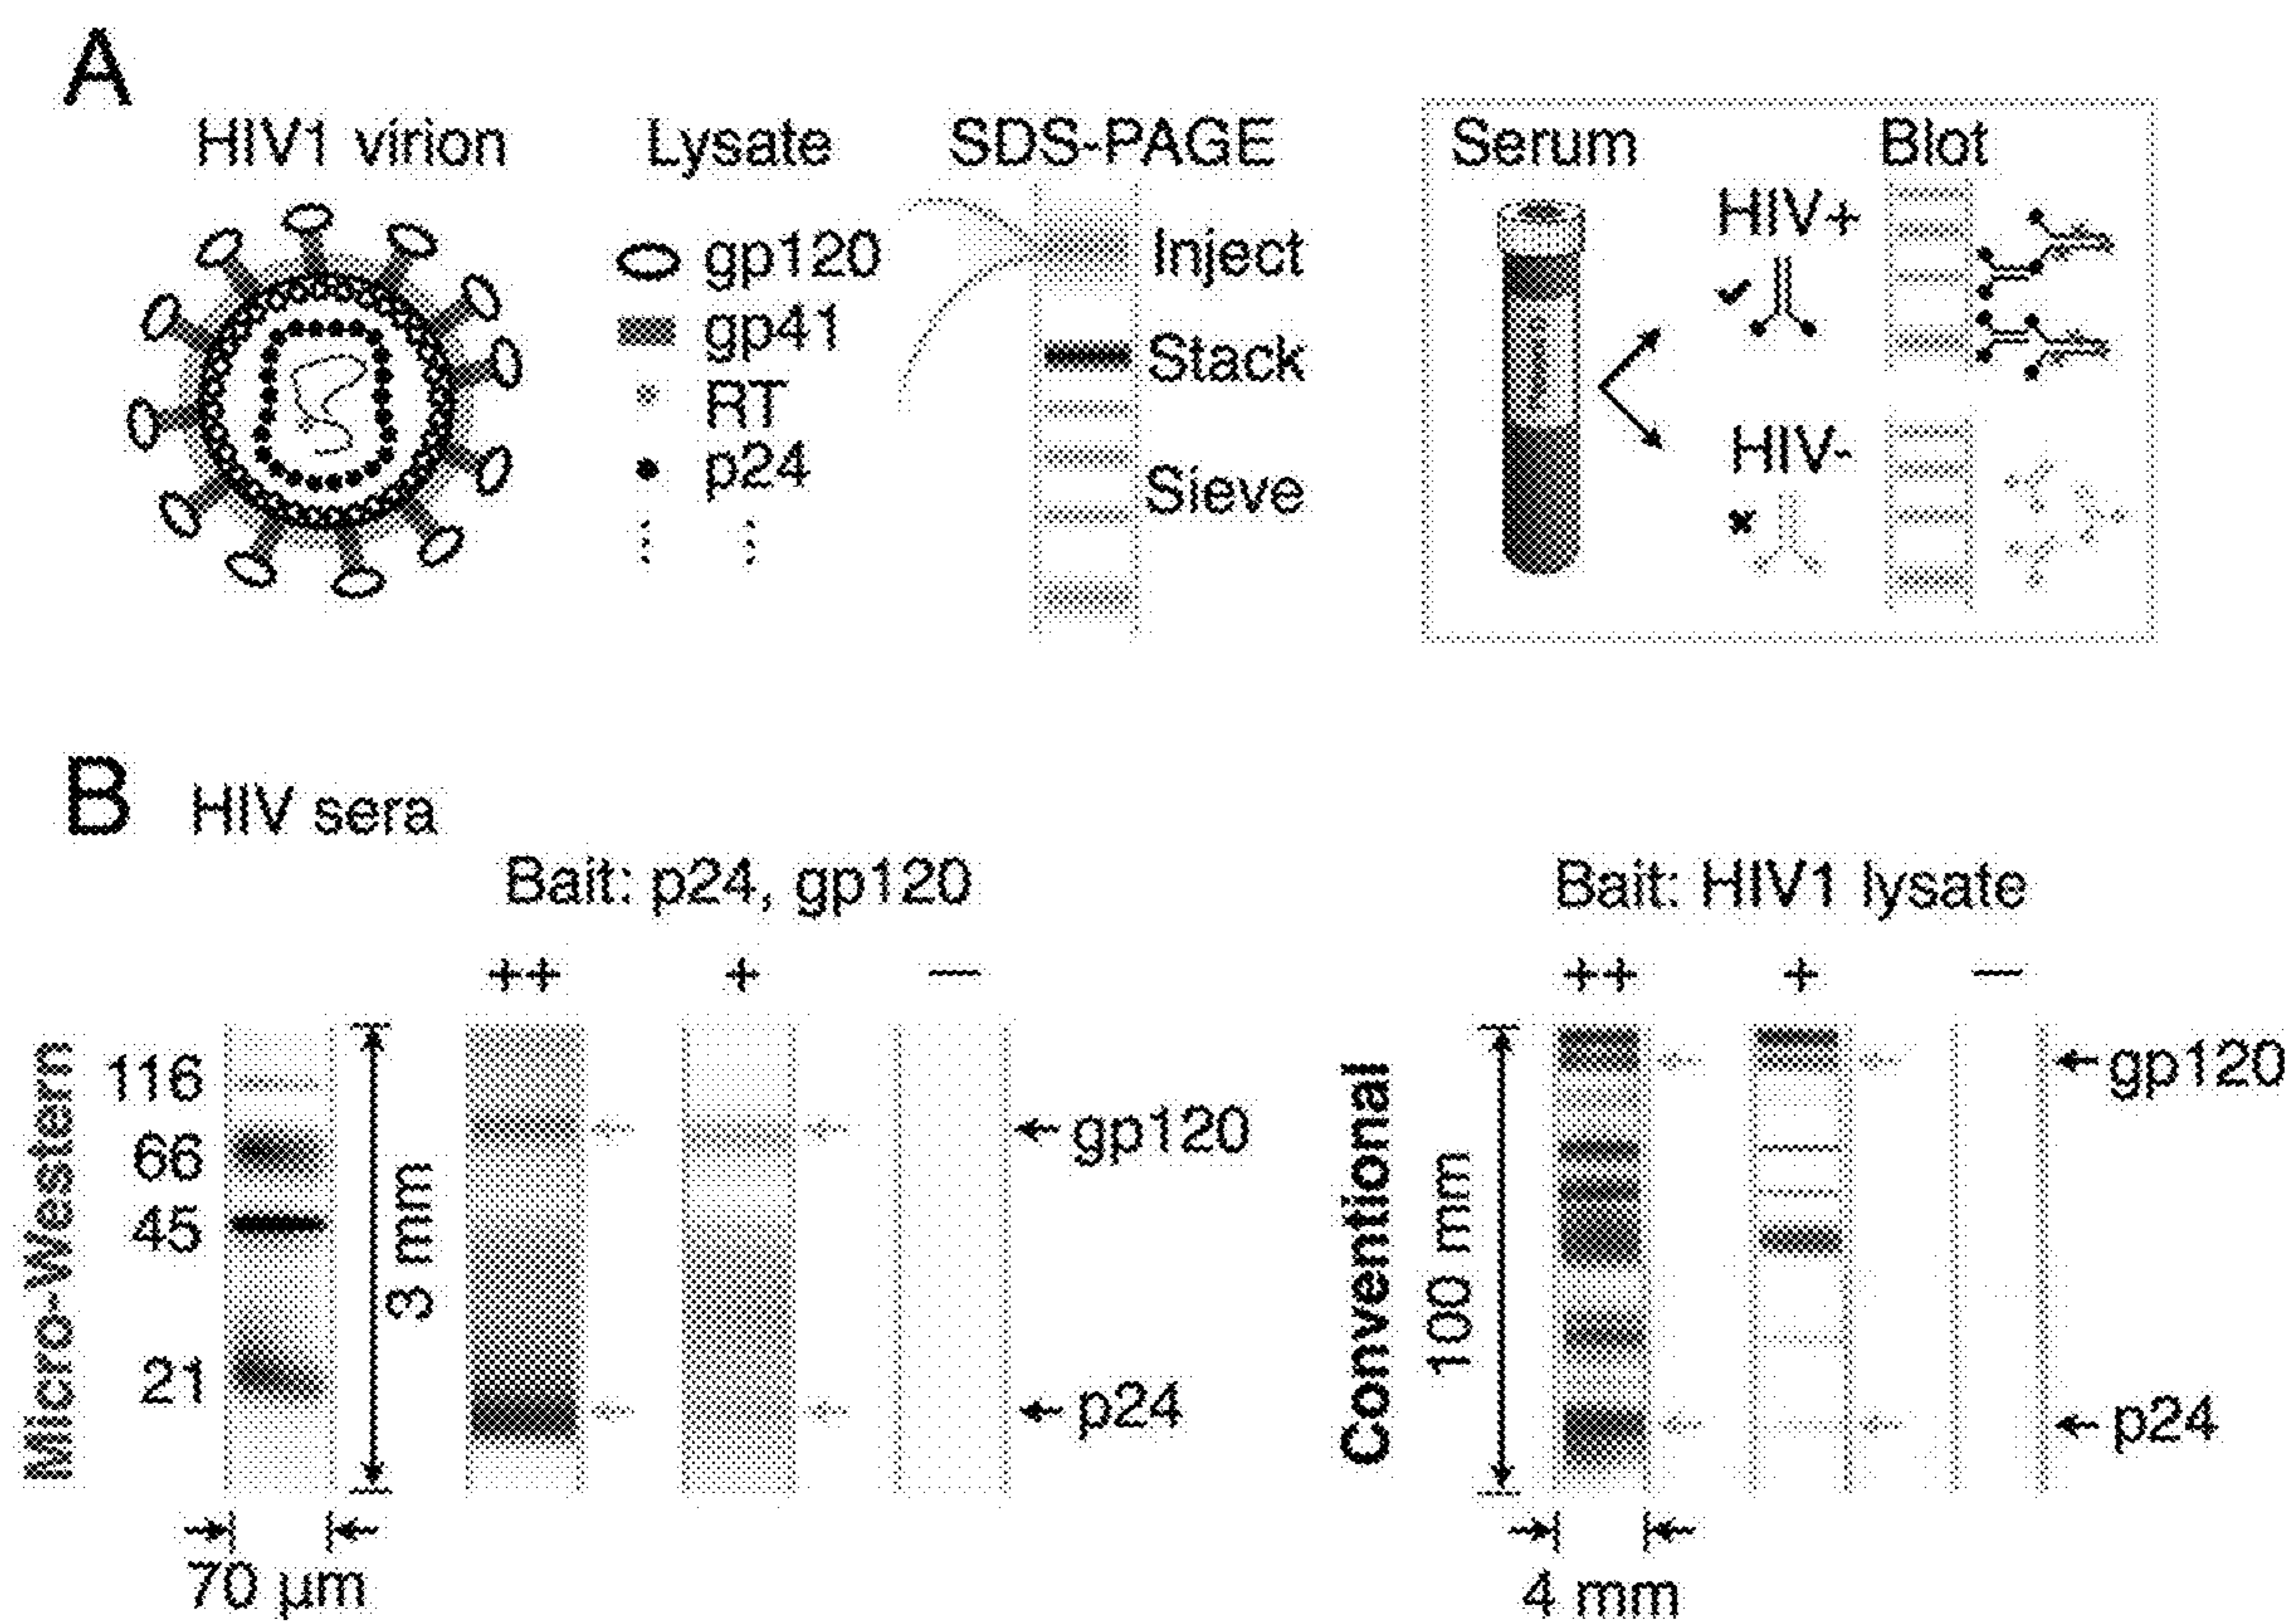 A
HIV1 virion
Lysate
gp120
gp41
RT
p24
SDS-PAGE
Inject
Stack
Sieve
Serum
HIV+
HIV-
Blot
B HIV sera
Bait: p24, gp120
++ + —
Micro-Western
116
66
45
21
3 mm
70 µm
gp120
p24
Bait: HIV1 lysate
++ + —
Conventional
100 mm
4 mm
gp120
p24